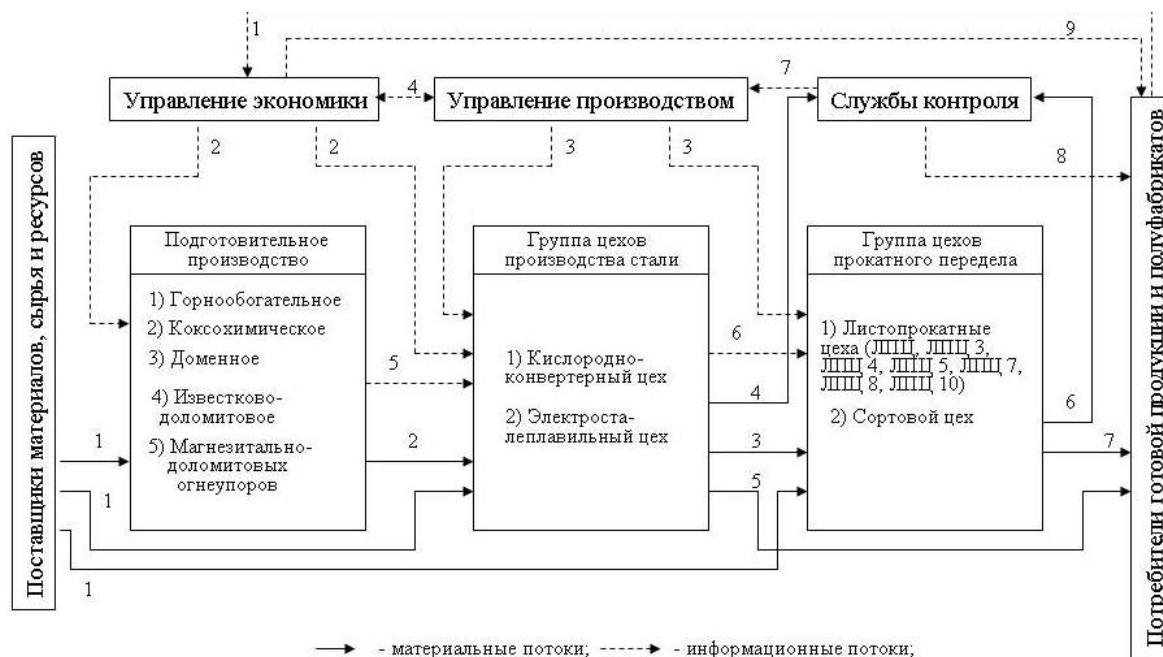 1
9
Управление экономики
4
Управление производством
7
Службы контроля
2
2
3
3
8
Поставщики материалов, сырья и ресурсов
Подготовительное
производство
1) Горнообогательное
2) Коксохимическое
3) Доменное
4) Известково-
доломитовое
5) Магнезитально-
доломитовых
огнеупоров
1
1
1
5
2
Группа цехов
производства стали
1) Кислородно-
конвертерный цех
2) Электроста-
леплавильный цех
6
4
3
5
Группа цехов
прокатного передела
1) Листопрокатные
цеха (ЛПЦ, ЛПЦ 3,
ЛПЦ 4, ЛПЦ 5, ЛПЦ 7,
ЛПЦ 8, ЛПЦ 10)
2) Сортовой цех
6
7
Потребители готовой продукции и полуфабрикатов
- материальные потоки;
- информационные потоки;